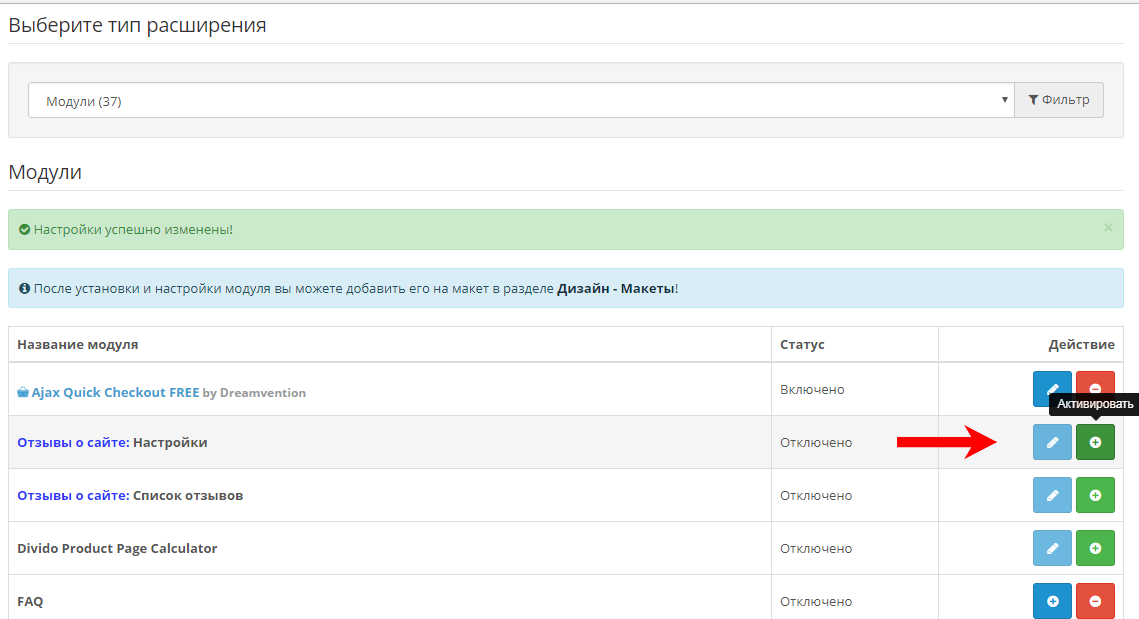 Выберите тип расширения
Модули (37)
Фильтр
Модули
Настройки успешно изменены!
×
После установки и настройки модуля вы можете добавить его на макет в разделе Дизайн - Макеты!
Название модуля Статус Действие
Ajax Quick Checkout FREE by Dreamvention Включено
Активировать
Отзывы о сайте: Настройки Отключено
Отзывы о сайте: Список отзывов Отключено
Divido Product Page Calculator Отключено
FAQ Отключено